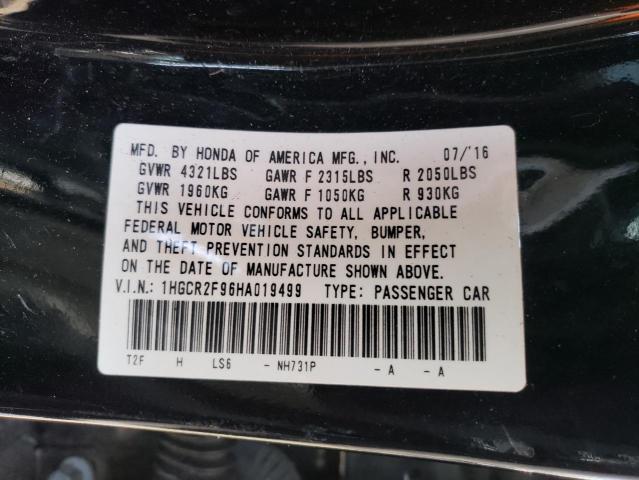 MFD. BY HONDA OF AMERICA MFG., INC. 07/'16
GVWR 4321LBS GAWR F 2315LBS R 2050LBS
GVWR 1960KG GAWR F 1050KG R 930KG
THIS VEHICLE CONFORMS TO ALL APPLICABLE
FEDERAL MOTOR VEHICLE SAFETY, BUMPER,
AND THEFT PREVENTION STANDARDS IN EFFECT
ON THE DATE OF MANUFACTURE SHOWN ABOVE.
V.I.N.: 1HGCR2F96HA019499 TYPE: PASSENGER CAR
T2F H LS6 - NH731P - A - A